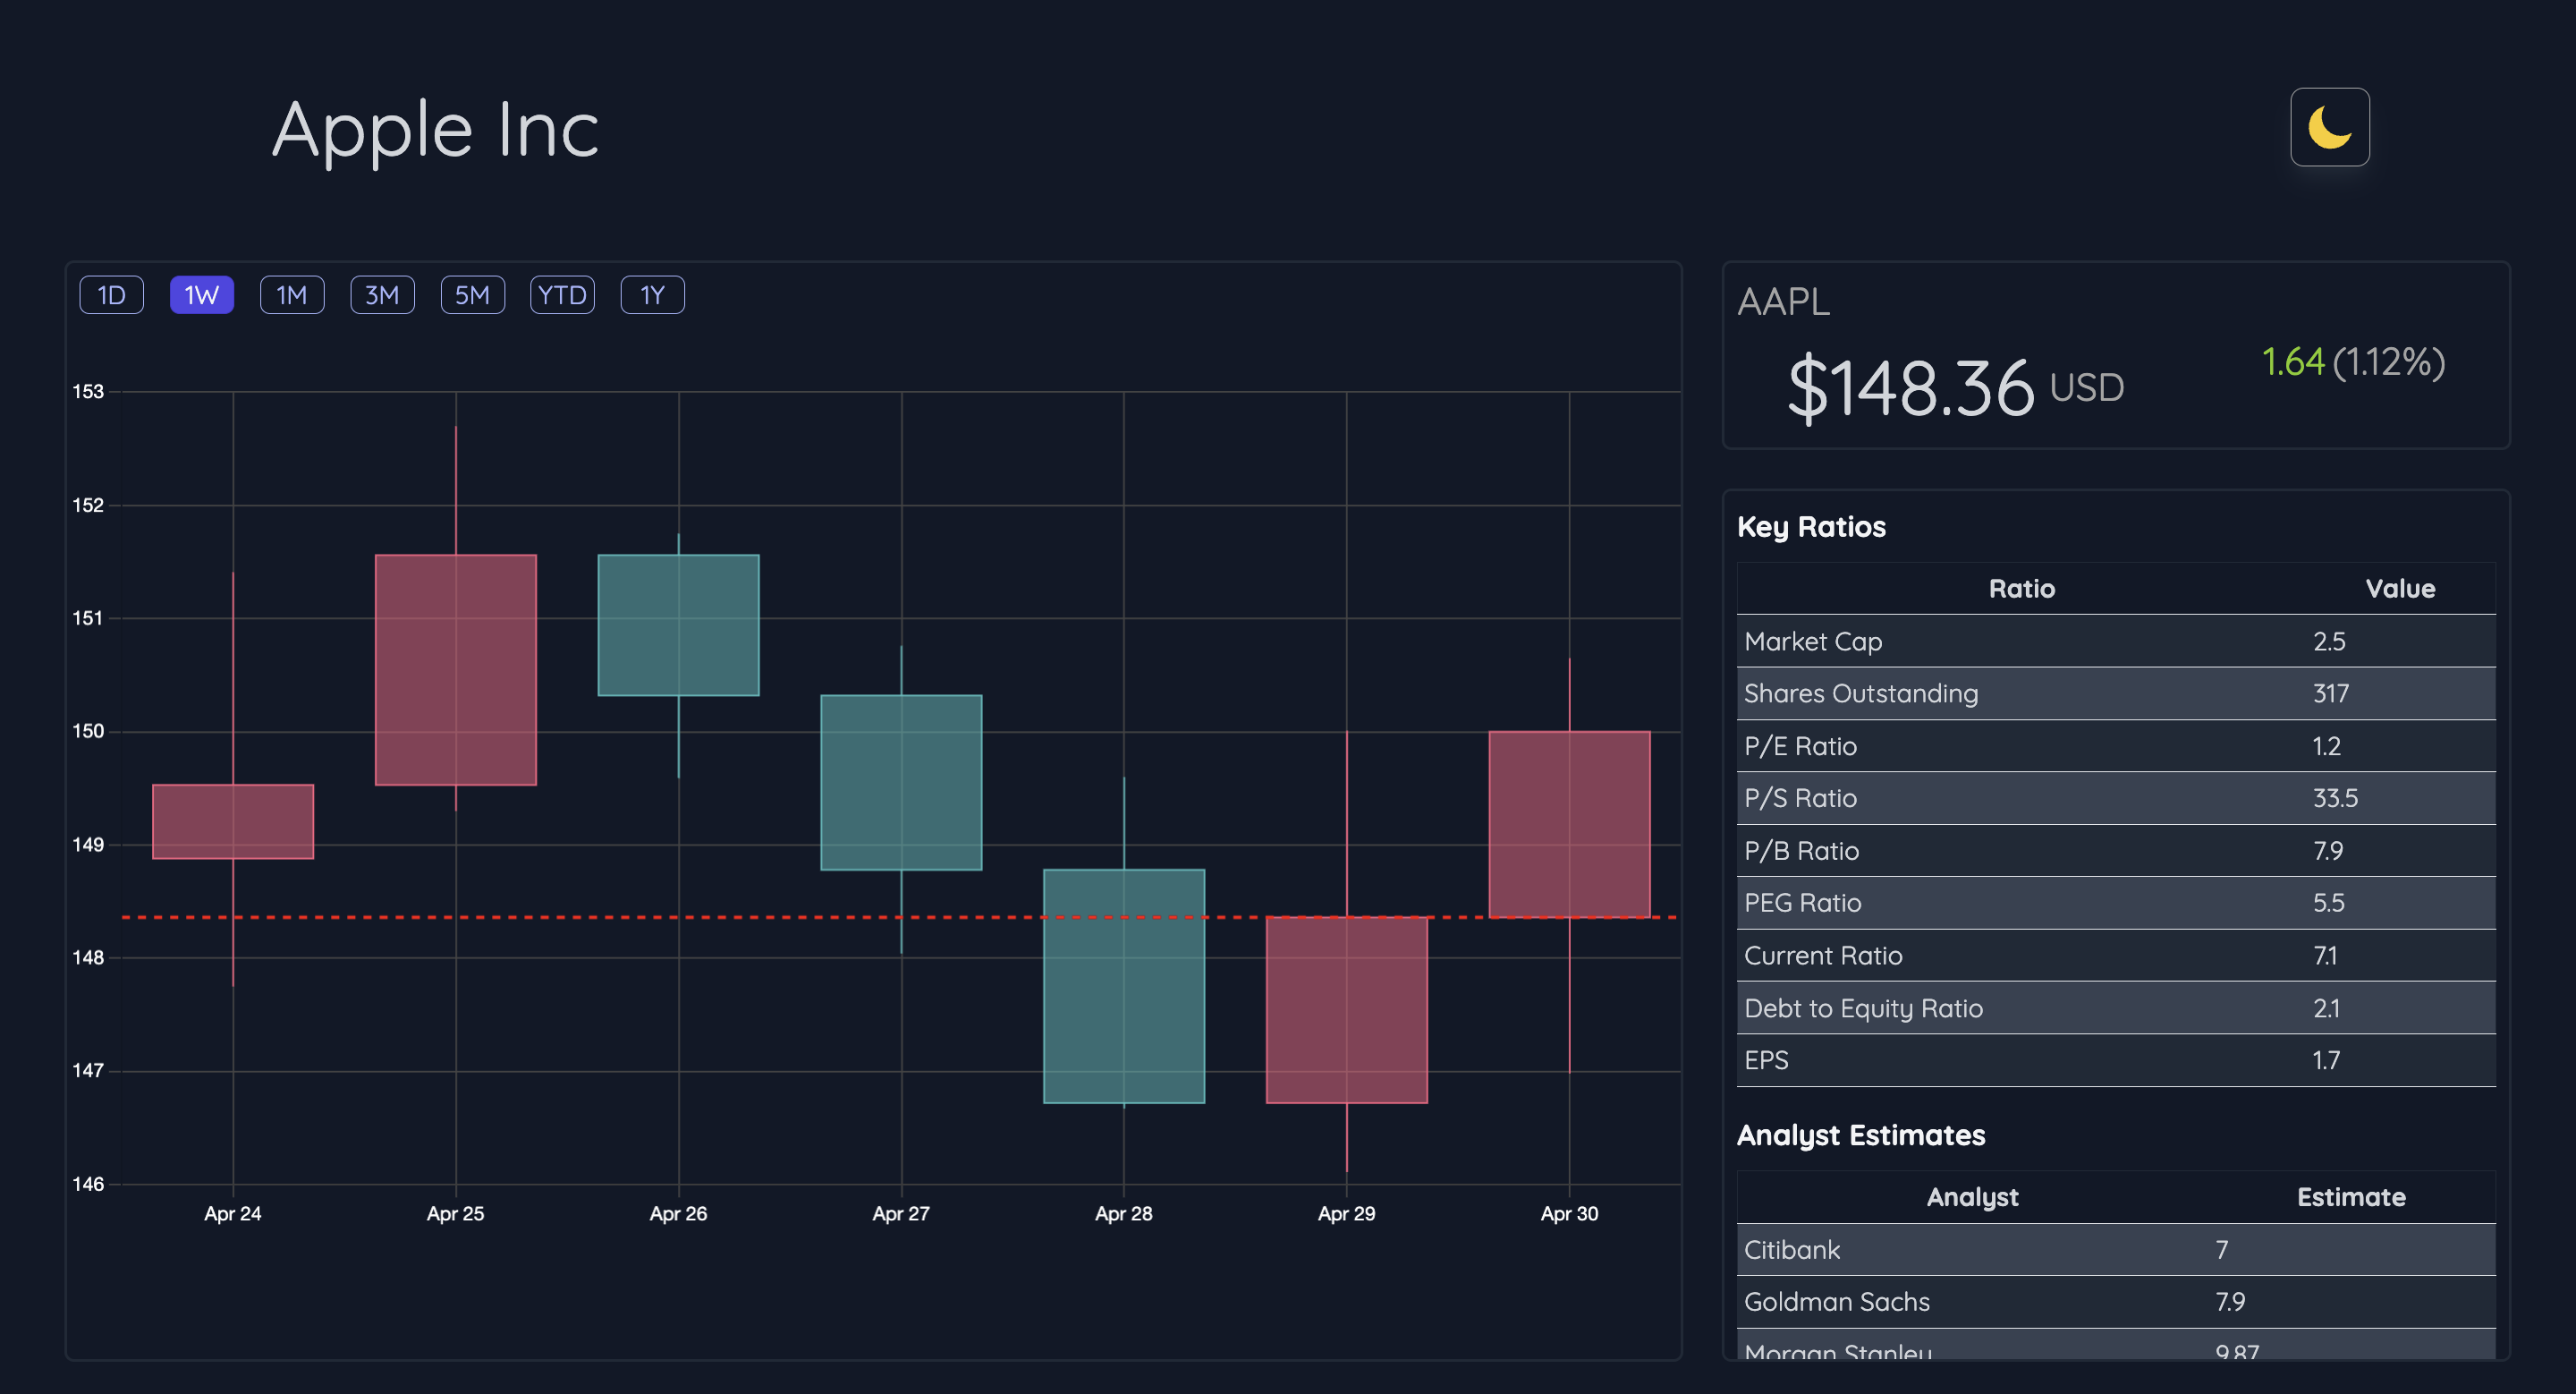 Apple Inc
1D 1W 1M 3M 5M YTD 1Y
153
152
151
150
149
148
147
146
Apr 24 Apr 25 Apr 26 Apr 27 Apr 28 Apr 29 Apr 30
AAPL
$148.36 USD 1.64 (1.12%)
Key Ratios
Ratio Value
Market Cap 2.5
Shares Outstanding 317
P/E Ratio 1.2
P/S Ratio 33.5
P/B Ratio 7.9
PEG Ratio 5.5
Current Ratio 7.1
Debt to Equity Ratio 2.1
EPS 1.7
Analyst Estimates
Analyst Estimate
Citibank 7
Goldman Sachs 7.9
Morgan Stanley 9.87